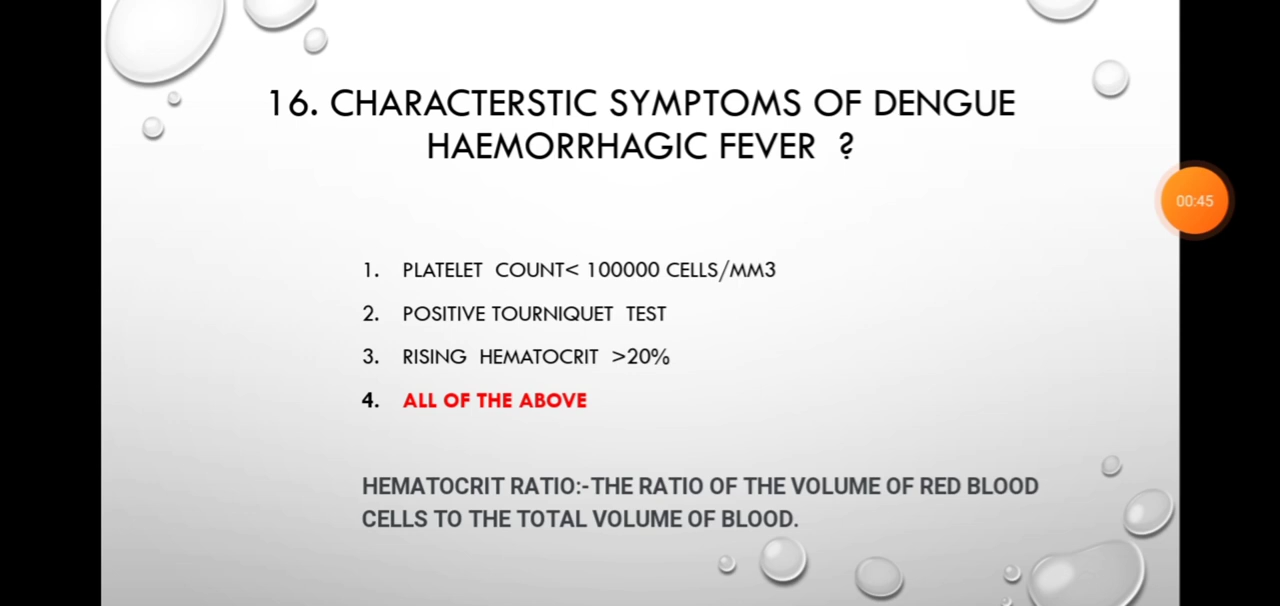 16. CHARACTERSTIC SYMPTOMS OF DENGUE
HAEMORRHAGIC FEVER ?
00:45
1. PLATELET COUNT< 100000 CELLS/MM3
2. POSITIVE TOURNIQUET TEST
3. RISING HEMATOCRIT >20%
4. ALL OF THE ABOVE
HEMATOCRIT RATIO:-THE RATIO OF THE VOLUME OF RED BLOOD
CELLS TO THE TOTAL VOLUME OF BLOOD.